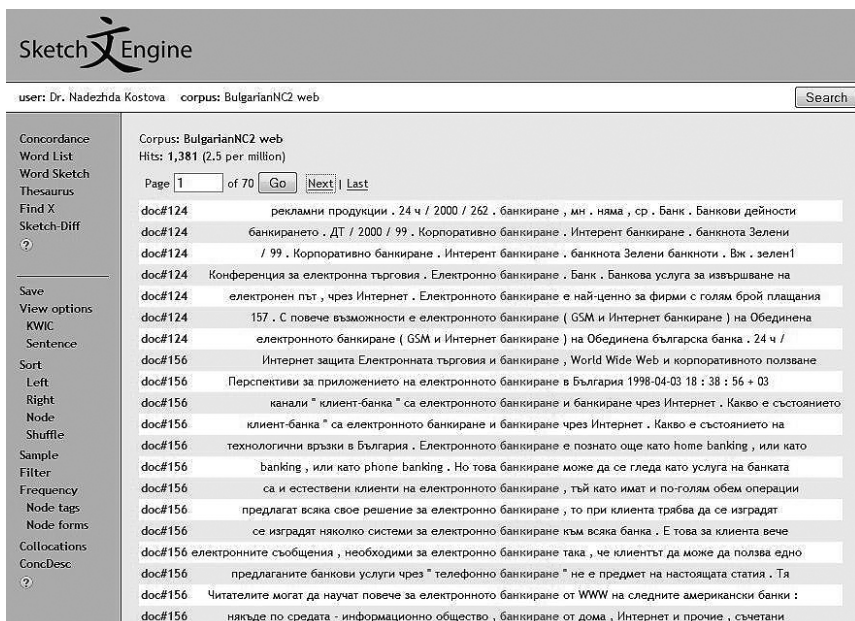 Sketch Engine
user: Dr. Nadezhda Kostova corpus: BulgarianNC2 web
Search
Concordance
Word List
Word Sketch
Thesaurus
Find X
Sketch-Diff
?
Save
View options
KWIC
Sentence
Sort
Left
Right
Node
Shuffle
Sample
Filter
Frequency
Node tags
Node forms
Collocations
ConcDesc
?
Corpus: BulgarianNC2 web
Hits: 1,381 (2.5 per million)
Page 1 of 70 Go Next | Last
doc#124 рекламни продукции . 24 ч / 2000 / 262 . банкиране , мн . няма , ср . Банк . Банкови дейности
doc#124 банкирането . ДТ / 2000 / 99 . Корпоративно банкиране . Интерент банкиране . банкнота Зелени
doc#124 / 99 . Корпоративно банкиране . Интерент банкиране . банкнота Зелени банкноти . Вж . зелен1
doc#124 Конференция за електронна търговия . Електронно банкиране . Банк . Банкова услуга за извършване на
doc#124 електронен път , чрез Интернет . Електронното банкиране е най-ценно за фирми с голям брой плащания
doc#124 157 . С повече възможности е електронното банкиране ( GSM и Интернет банкиране ) на Обединена
doc#124 електронното банкиране ( GSM и Интернет банкиране ) на Обединена българска банка . 24 ч /
doc#156 Интернет защита Електронната търговия и банкиране , World Wide Web и корпоративното ползване
doc#156 Перспективи за приложението на електронното банкиране в България 1998-04-03 18 : 38 : 56 + 03
doc#156 канали " клиент-банка " са електронното банкиране и банкиране чрез Интернет . Какво е състоянието
doc#156 клиент-банка " са електронното банкиране и банкиране чрез Интернет . Какво е състоянието на
doc#156 технологични връзки в България . Електронното банкиране е познато още като home banking , или като
doc#156 banking , или като phone banking . Но това банкиране може да се гледа като услуга на банката
doc#156 са и естествени клиенти на електронното банкиране , тъй като имат и по-голям обем операции
doc#156 предлагат всяка свое решение за електронно банкиране , то при клиента трябва да се изградят
doc#156 се изградят няколко системи за електронно банкиране към всяка банка . Е това за клиента вече
doc#156 електронните съобщения , необходими за електронно банкиране така , че клиентът да може да ползва едно
doc#156 предлаганите банкови услуги чрез " телефонно банкиране " не е предмет на настоящата статия . Тя
doc#156 Читателите могат да научат повече за електронното банкиране от WWW на следните американски банки :
doc#156 някъде по средата - информационно общество , банкиране от дома , Интернет и прочие , съчетани